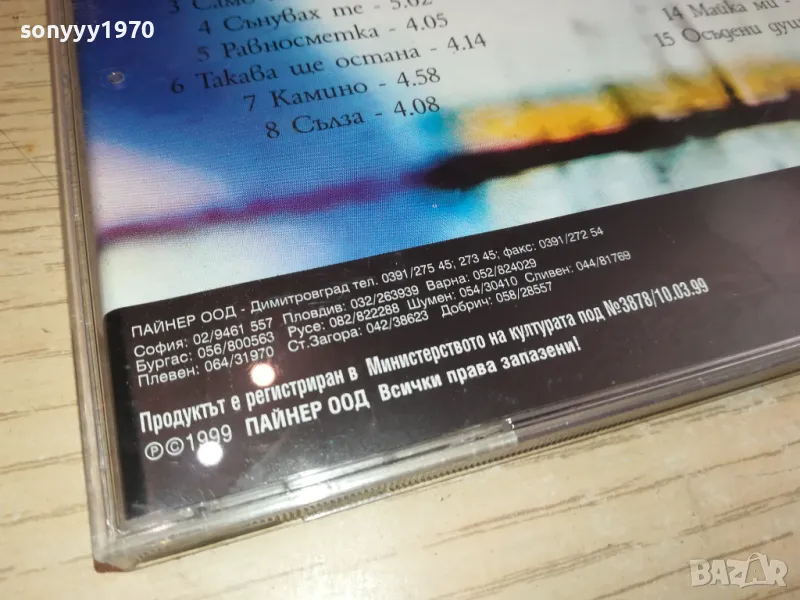 sonyyy1970
3 Само
4 Сънувах те - 5.02
5 Равносметка - 4.05
6 Такава ще остана - 4.14
7 Камино - 4.58
8 Сълза - 4.08
14 Майка ми -
15 Осъдени
ПАЙНЕР ООД - Димитровград тел. 0391/275 45; 273 45; факс: 0391/272 54
София: 02/9461 557 Пловдив: 032/263939 Варна: 052/824029
Бургас: 056/800563 Русе: 082/822288 Шумен: 054/30410 Сливен: 044/81769
Плевен: 064/31970 Ст.Загора: 042/38623 Добрич: 058/28557
Продуктът е регистриран в Министерството на културата под №3878/10.03.99
Ⓟ©1999 ПАЙНЕР ООД Всички права запазени!
BAZAR